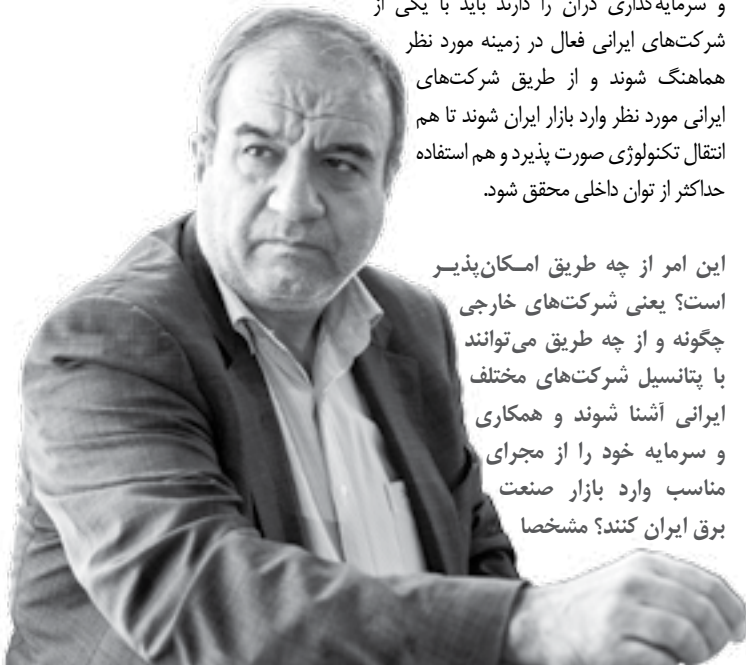 و سرمایه‌گذاری درآن را دارند باید با یکی از
شرکت‌های ایرانی فعال در زمینه مورد نظر
هماهنگ شوند و از طریق شرکت‌های
ایرانی مورد نظر وارد بازار ایران شوند تا هم
انتقال تکنولوژی صورت پذیرد و هم استفاده
حداکثر از توان داخلی محقق شود.
این امر از چه طریق امـکان‌پذیـر
است؟ یعنی شرکت‌های خارجی
چگونه و از چه طریق می‌توانند
با پتانسیل شرکت‌های مختلف
ایرانی آشنا شوند و همکاری
و سرمایه خود را از مجرای
مناسب وارد بازار صنعت
برق ایران کنند؟ مشخصا